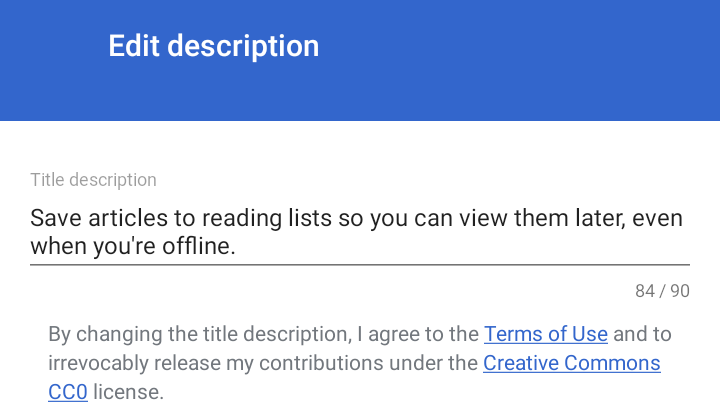 Edit description
Title description
Save articles to reading lists so you can view them later, even
when you're offline.
84 / 90
By changing the title description, I agree to the Terms of Use and to
irrevocably release my contributions under the Creative Commons
CC0 license.